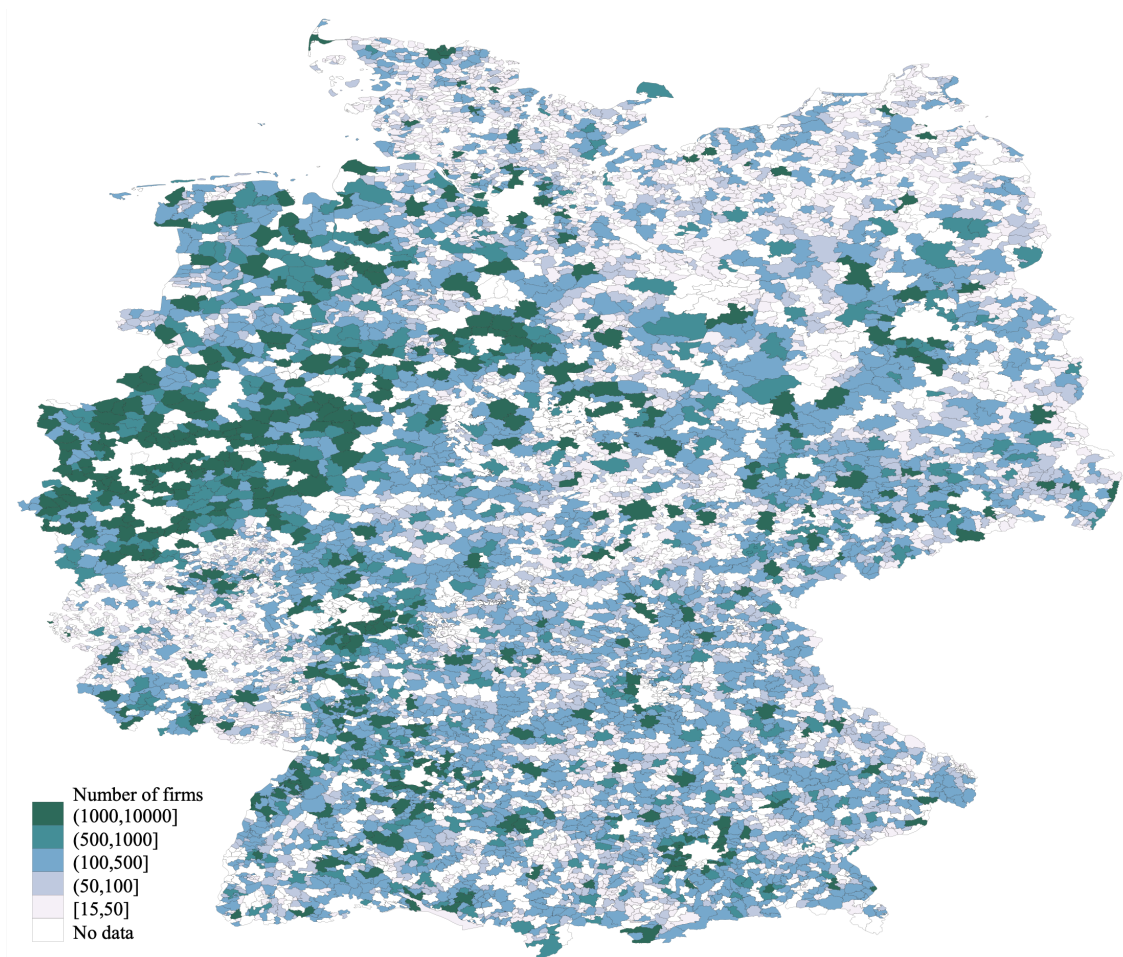 Number of firms
(1000,10000]
(500,1000]
(100,500]
(50,100]
[15,50]
No data